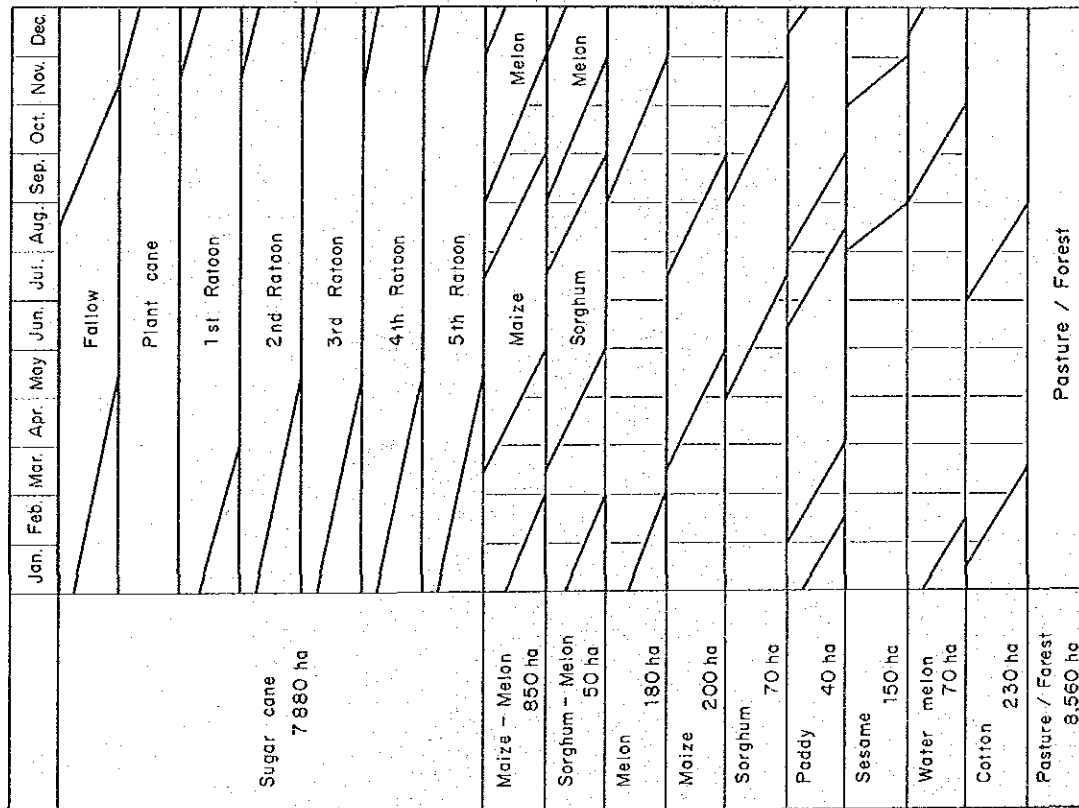 Jan. Feb. Mar. Apr. May Jun. Jul. Aug. Sep. Oct. Nov. Dec.
Sugar cane
7880 ha
Fallow
Plant cane
1st Ratoon
2nd Ratoon
3rd Ratoon
4th Ratoon
5th Ratoon
Maize - Melon
850 ha
Maize
Melon
Sorghum - Melon
50 ha
Sorghum
Melon
Melon
180 ha
Maize
200 ha
Sorghum
70 ha
Paddy
40 ha
Sesame
150 ha
Water melon
70 ha
Cotton
230 ha
Pasture / Farest
8,560 ha
Pasture / Forest